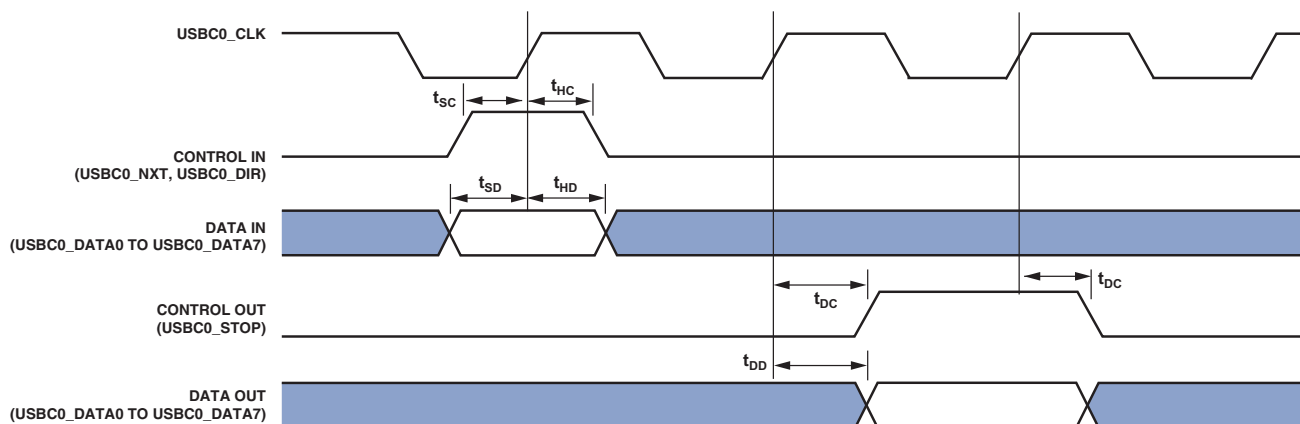 USBC0_CLK
tSC
tHC
CONTROL IN
(USBC0_NXT, USBC0_DIR)
tSD
tHD
DATA IN
(USBC0_DATA0 TO USBC0_DATA7)
tDC
tDC
CONTROL OUT
(USBC0_STOP)
tDD
DATA OUT
(USBC0_DATA0 TO USBC0_DATA7)